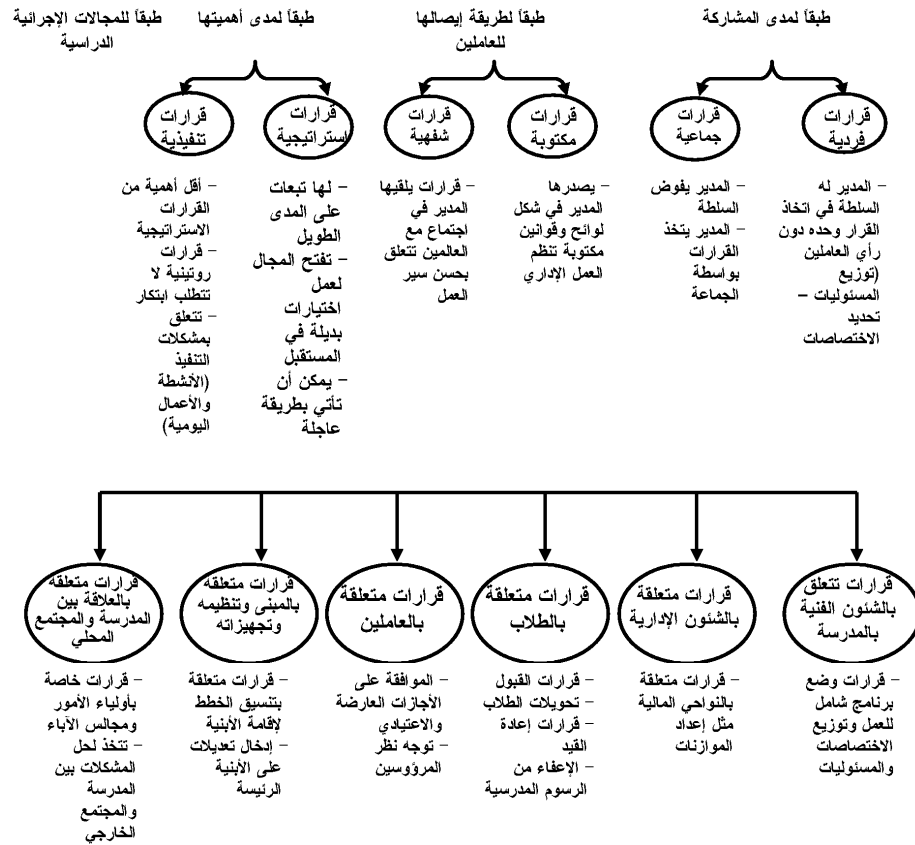 طبقاً لمدى المشاركة
طبقاً لطريقة إيصالها
للعاملين
طبقاً لمدى أهميتها
طبقاً للمجالات الإجرائية
الدراسية
قرارات
فردية
قرارات
جماعية
قرارات
مكتوبة
قرارات
شفهية
قرارات
استراتيجية
قرارات
تنفيذية
– المدير له
السلطة في اتخاذ
القرار وحده دون
رأي العاملين
(توزيع
المسئوليات –
تحديد
الاختصاصات
– المدير يفوض
السلطة
– المدير يتخذ
القرارات
بواسطة
الجماعة
– يصدرها
المدير في شكل
لوائح وقوانين
مكتوبة تنظم
العمل الإداري
– قرارات يلقيها
المدير في
اجتماع مع
العالمين تتعلق
بحسن سير
العمل
– لها تبعات
على المدى
الطويل
– تفتح المجال
لعمل
اختيارات
بديلة في
المستقبل
– يمكن أن
تأتي بطريقة
عاجلة
– أقل أهمية من
القرارات
الاستراتيجية
– قرارات
روتينية لا
تتطلب ابتكار
– تتعلق
بمشكلات
التنفيذ
(الأنشطة
والأعمال
اليومية)
قرارات تتعلق
بالشئون الفنية
بالمدرسة
قرارات متعلقة
بالشئون الإدارية
قرارات متعلقة
بالطلاب
قرارات متعلقة
بالعاملين
قرارات متعلقة
بالمبنى وتنظيمه
وتجهيزاته
قرارات متعلقة
بالعلاقة بين
المدرسة والمجتمع
المحلي
– قرارات وضع
برنامج شامل
للعمل وتوزيع
الاختصاصات
والمسئوليات
– قرارات متعلقة
بالنواحي المالية
مثل إعداد
الموازنات
– قرارات القبول
– تحويلات الطلاب
– قرارات إعادة
القيد
– الإعفاء من
الرسوم المدرسية
– الموافقة على
الأجازات العارضة
والاعتيادي
– توجه نظر
المرؤوسين
– قرارات متعلقة
بتنسيق الخطط
لإقامة الأبنية
– إدخال تعديلات
على الأبنية
الرئيسة
– قرارات خاصة
بأولياء الأمور
ومجالس الآباء
– تتخذ لحل
المشكلات بين
المدرسة
والمجتمع
الخارجي